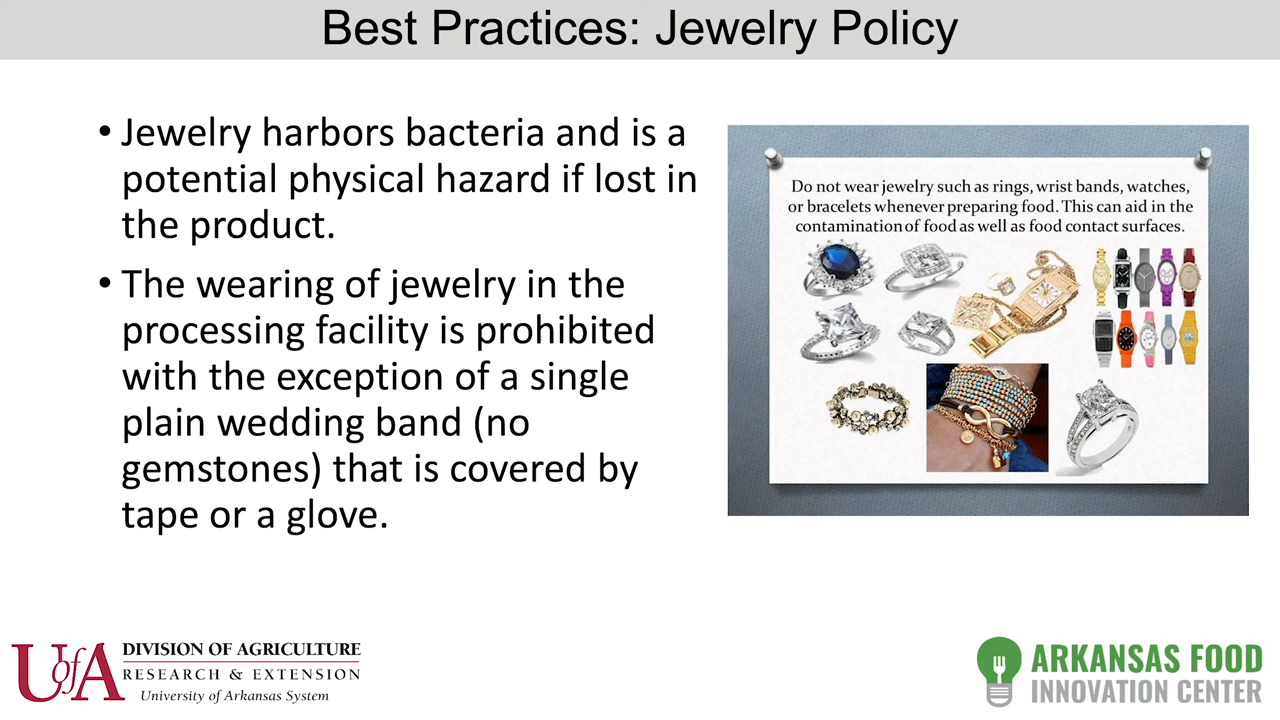 Best Practices: Jewelry Policy
• Jewelry harbors bacteria and is a
potential physical hazard if lost in
the product.
• The wearing of jewelry in the
processing facility is prohibited
with the exception of a single
plain wedding band (no
gemstones) that is covered by
tape or a glove.
Do not wear jewelry such as rings, wrist bands, watches,
or bracelets whenever preparing food. This can aid in the
contamination of food as well as food contact surfaces.
UofA
DIVISION OF AGRICULTURE
RESEARCH & EXTENSION
University of Arkansas System
ARKANSAS FOOD
INNOVATION CENTER